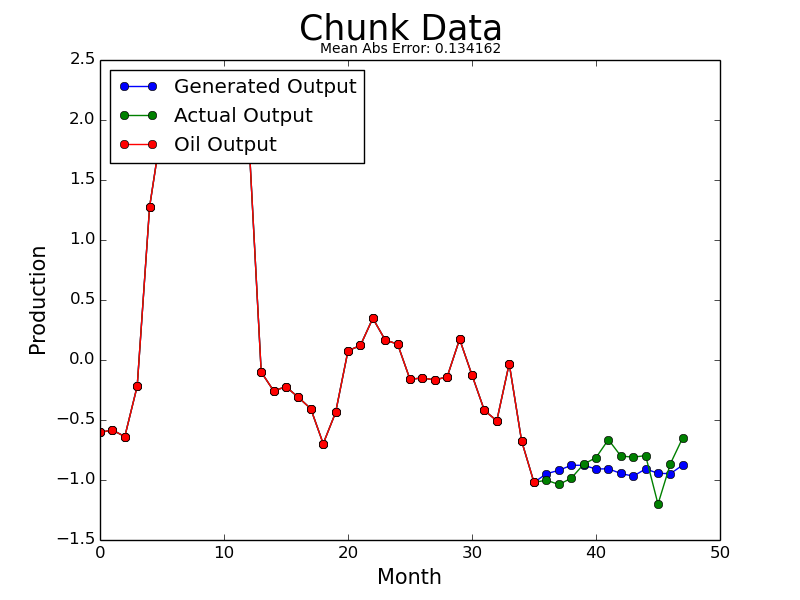 Chunk Data
Mean Abs Error: 0.134162
2.5
2.0
1.5
1.0
0.5
0.0
−0.5
−1.0
−1.5
Production
Generated Output
Actual Output
Oil Output
0 10 20 30 40 50
Month